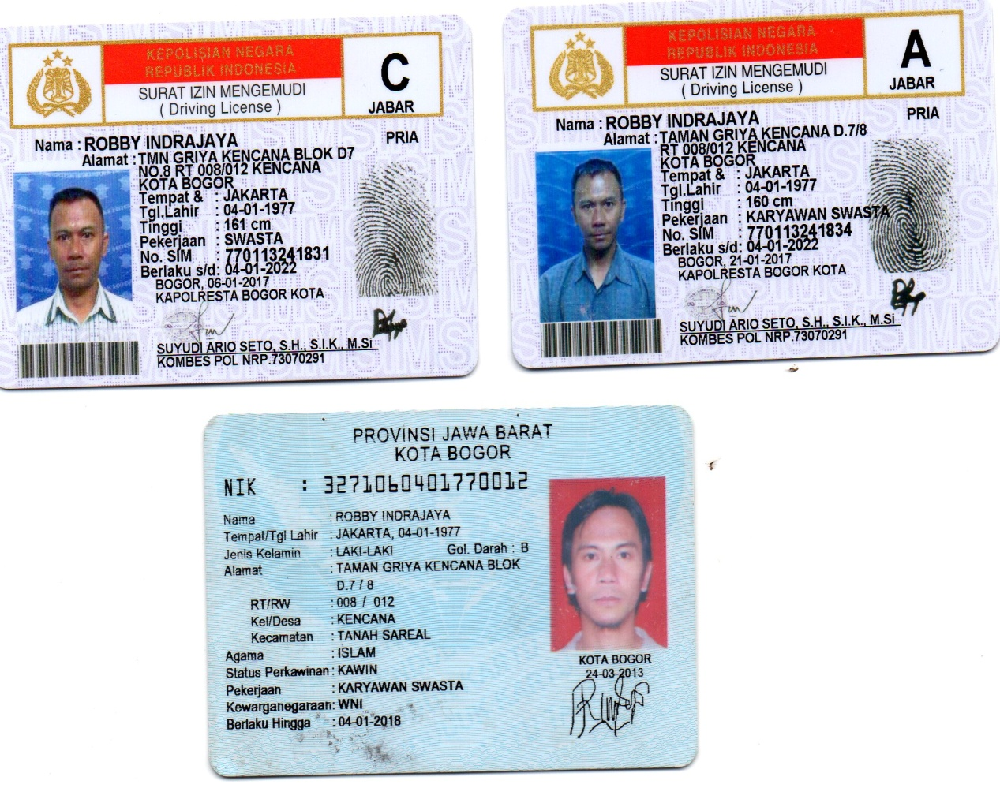 KEPOLISIAN NEGARA
REPUBLIK INDONESIA
SURAT IZIN MENGEMUDI
( Driving License )
C
JABAR
PRIA
Nama : ROBBY INDRAJAYA
Alamat : TMN GRIYA KENCANA BLOK D7
NO.8 RT 008/012 KENCANA
KOTA BOGOR
Tempat & : JAKARTA
Tgl.Lahir : 04-01-1977
Tinggi : 161 cm
Pekerjaan : SWASTA
No. SIM : 770113241831
Berlaku s/d: 04-01-2022
BOGOR, 06-01-2017
KAPOLRESTA BOGOR KOTA
SUYUDI ARIO SETO, S.H., S.I.K., M.Si
KOMBES POL NRP.73070291
KEPOLISIAN NEGARA
REPUBLIK INDONESIA
SURAT IZIN MENGEMUDI
( Driving License )
A
JABAR
PRIA
Nama : ROBBY INDRAJAYA
Alamat : TAMAN GRIYA KENCANA D.7/8
RT 008/012 KENCANA
KOTA BOGOR
Tempat & : JAKARTA
Tgl.Lahir : 04-01-1977
Tinggi : 160 cm
Pekerjaan : KARYAWAN SWASTA
No. SIM : 770113241834
Berlaku s/d: 04-01-2022
BOGOR, 21-01-2017
KAPOLRESTA BOGOR KOTA
SUYUDI ARIO SETO, S.H., S.I.K., M.Si
KOMBES POL NRP.73070291
PROVINSI JAWA BARAT
KOTA BOGOR
NIK : 3271060401770012
Nama : ROBBY INDRAJAYA
Tempat/Tgl Lahir : JAKARTA, 04-01-1977
Jenis Kelamin : LAKI-LAKI Gol. Darah : B
Alamat : TAMAN GRIYA KENCANA BLOK
D.7 / 8
RT/RW : 008 / 012
Kel/Desa : KENCANA
Kecamatan : TANAH SAREAL
Agama : ISLAM
Status Perkawinan: KAWIN
Pekerjaan : KARYAWAN SWASTA
Kewarganegaraan: WNI
Berlaku Hingga : 04-01-2018
KOTA BOGOR
24-03-2013